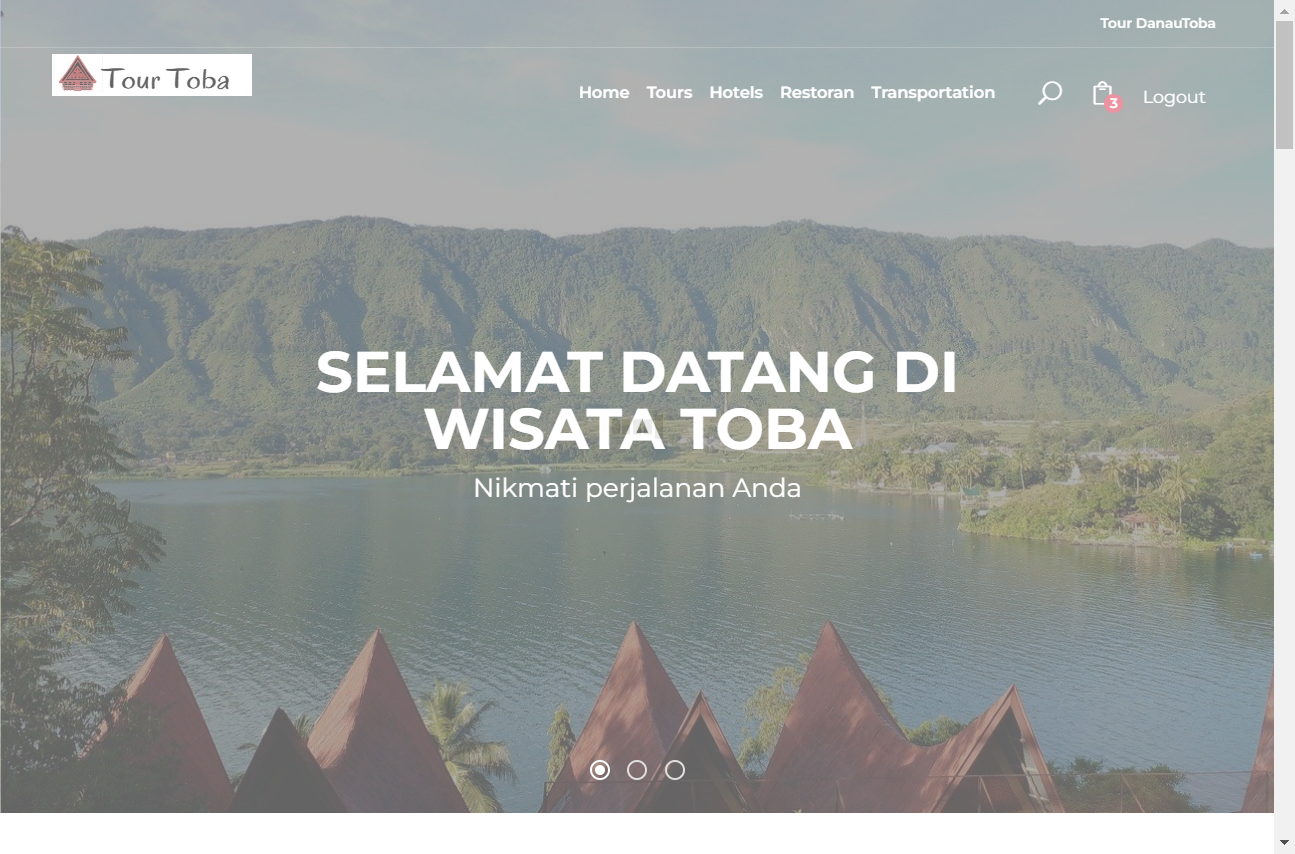 Tour DanauToba
Tour Toba
Home Tours Hotels Restoran Transportation
3
Logout
SELAMAT DATANG DI
WISATA TOBA
Nikmati perjalanan Anda